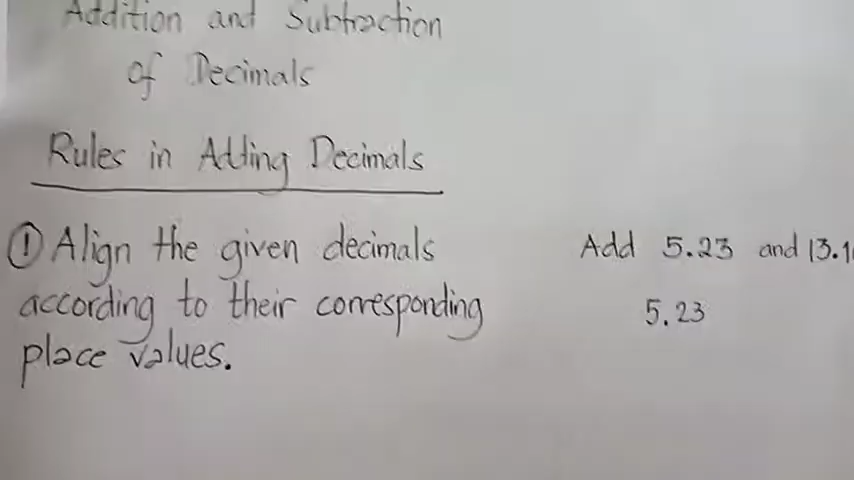 Addition and Subtraction
of Decimals
Rules in Adding Decimals
① Align the given decimals
according to their corresponding
place values.
Add 5.23 and
5.23